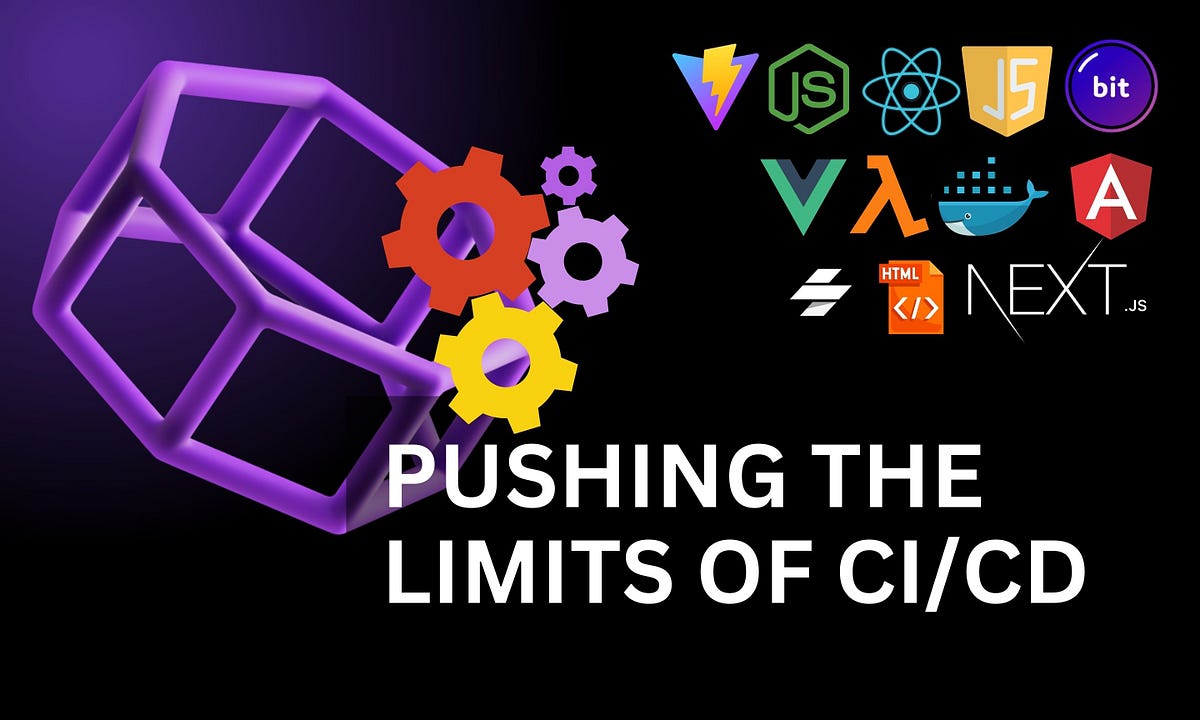 JS
JS
bit
A
HTML
</>
NEXT.JS
PUSHING THE
LIMITS OF CI/CD